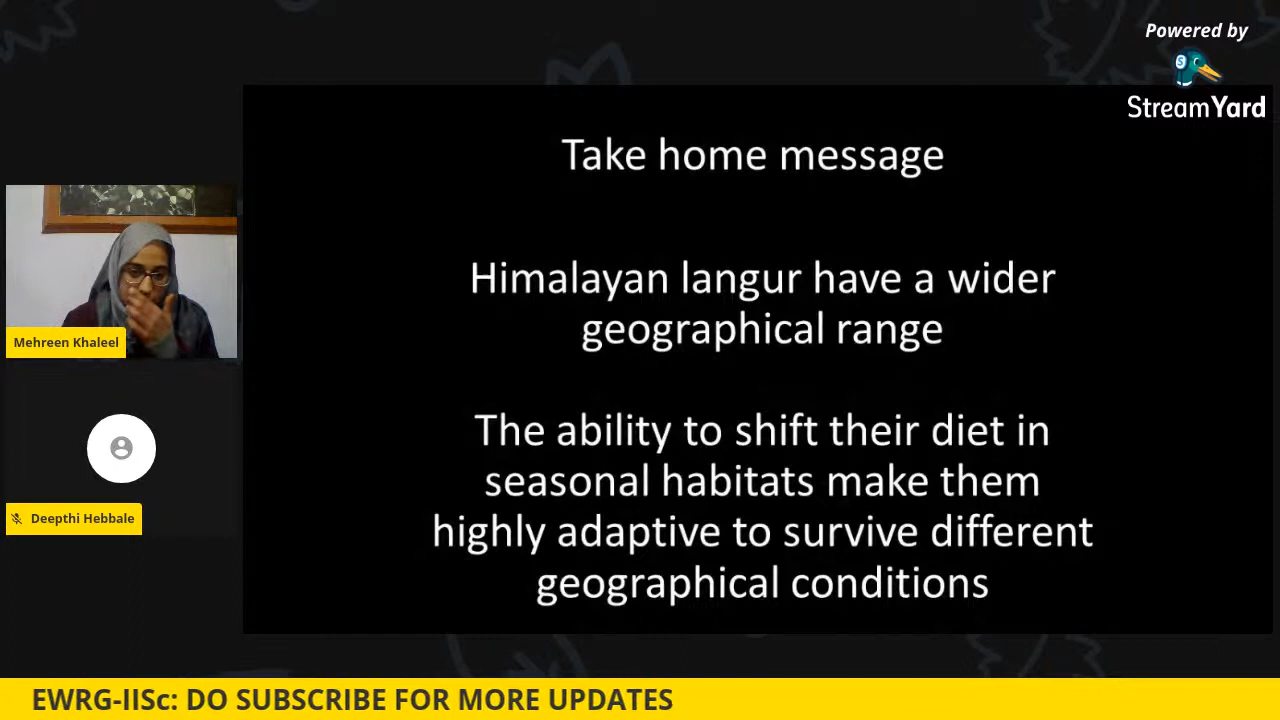 Powered by
StreamYard
Take home message
Himalayan langur have a wider
geographical range
The ability to shift their diet in
seasonal habitats make them
highly adaptive to survive different
geographical conditions
Mehreen Khaleel
Deepthi Hebbale
EWRG-IISc: DO SUBSCRIBE FOR MORE UPDATES